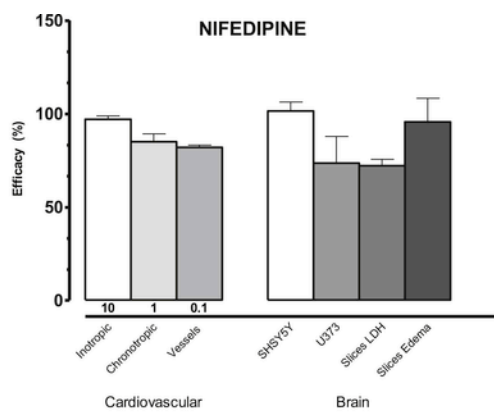 NIFEDIPINE
150
100
50
0
Efficacy (%)
10 1 0.1
Inotropic
Chronotropic
Vessels
SHSY5Y
U373
Slices LDH
Slices Edema
Cardiovascular
Brain